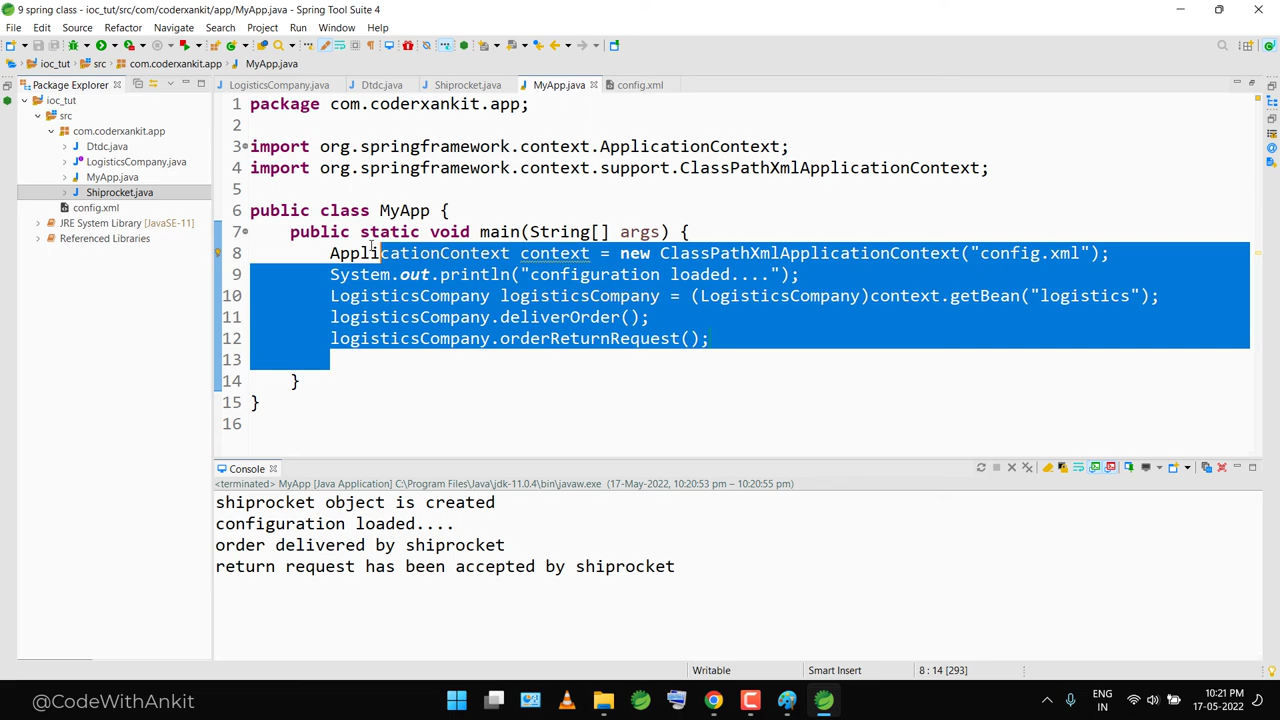 9 spring class - ioc_tut/src/com/coderxankit/app/MyApp.java - Spring Tool Suite 4
File Edit Source Refactor Navigate Search Project Run Window Help
ioc_tut src com.coderxankit.app MyApp.java
Package Explorer
LogisticsCompany.java Dtdc.java Shiprocket.java MyApp.java config.xml
ioc_tut
src
com.coderxankit.app
Dtdc.java
LogisticsCompany.java
MyApp.java
Shiprocket.java
config.xml
JRE System Library [JavaSE-11]
Referenced Libraries
1 package com.coderxankit.app;
2
3 import org.springframework.context.ApplicationContext;
4 import org.springframework.context.support.ClassPathXmlApplicationContext;
5
6 public class MyApp {
7 public static void main(String[] args) {
8 ApplicationContext context = new ClassPathXmlApplicationContext("config.xml");
9 System.out.println("configuration loaded....");
10 LogisticsCompany logisticsCompany = (LogisticsCompany)context.getBean("logistics");
11 logisticsCompany.deliverOrder();
12 logisticsCompany.orderReturnRequest();
13
14 }
15 }
16
Console
<terminated> MyApp [Java Application] C:\Program Files\Java\jdk-11.0.4\bin\javaw.exe (17-May-2022, 10:20:53 pm – 10:20:55 pm)
shiprocket object is created
configuration loaded....
order delivered by shiprocket
return request has been accepted by shiprocket
Writable Smart Insert 8 : 14 [293]
@CodeWithAnkit
ENG
IN
10:21 PM
17-05-2022